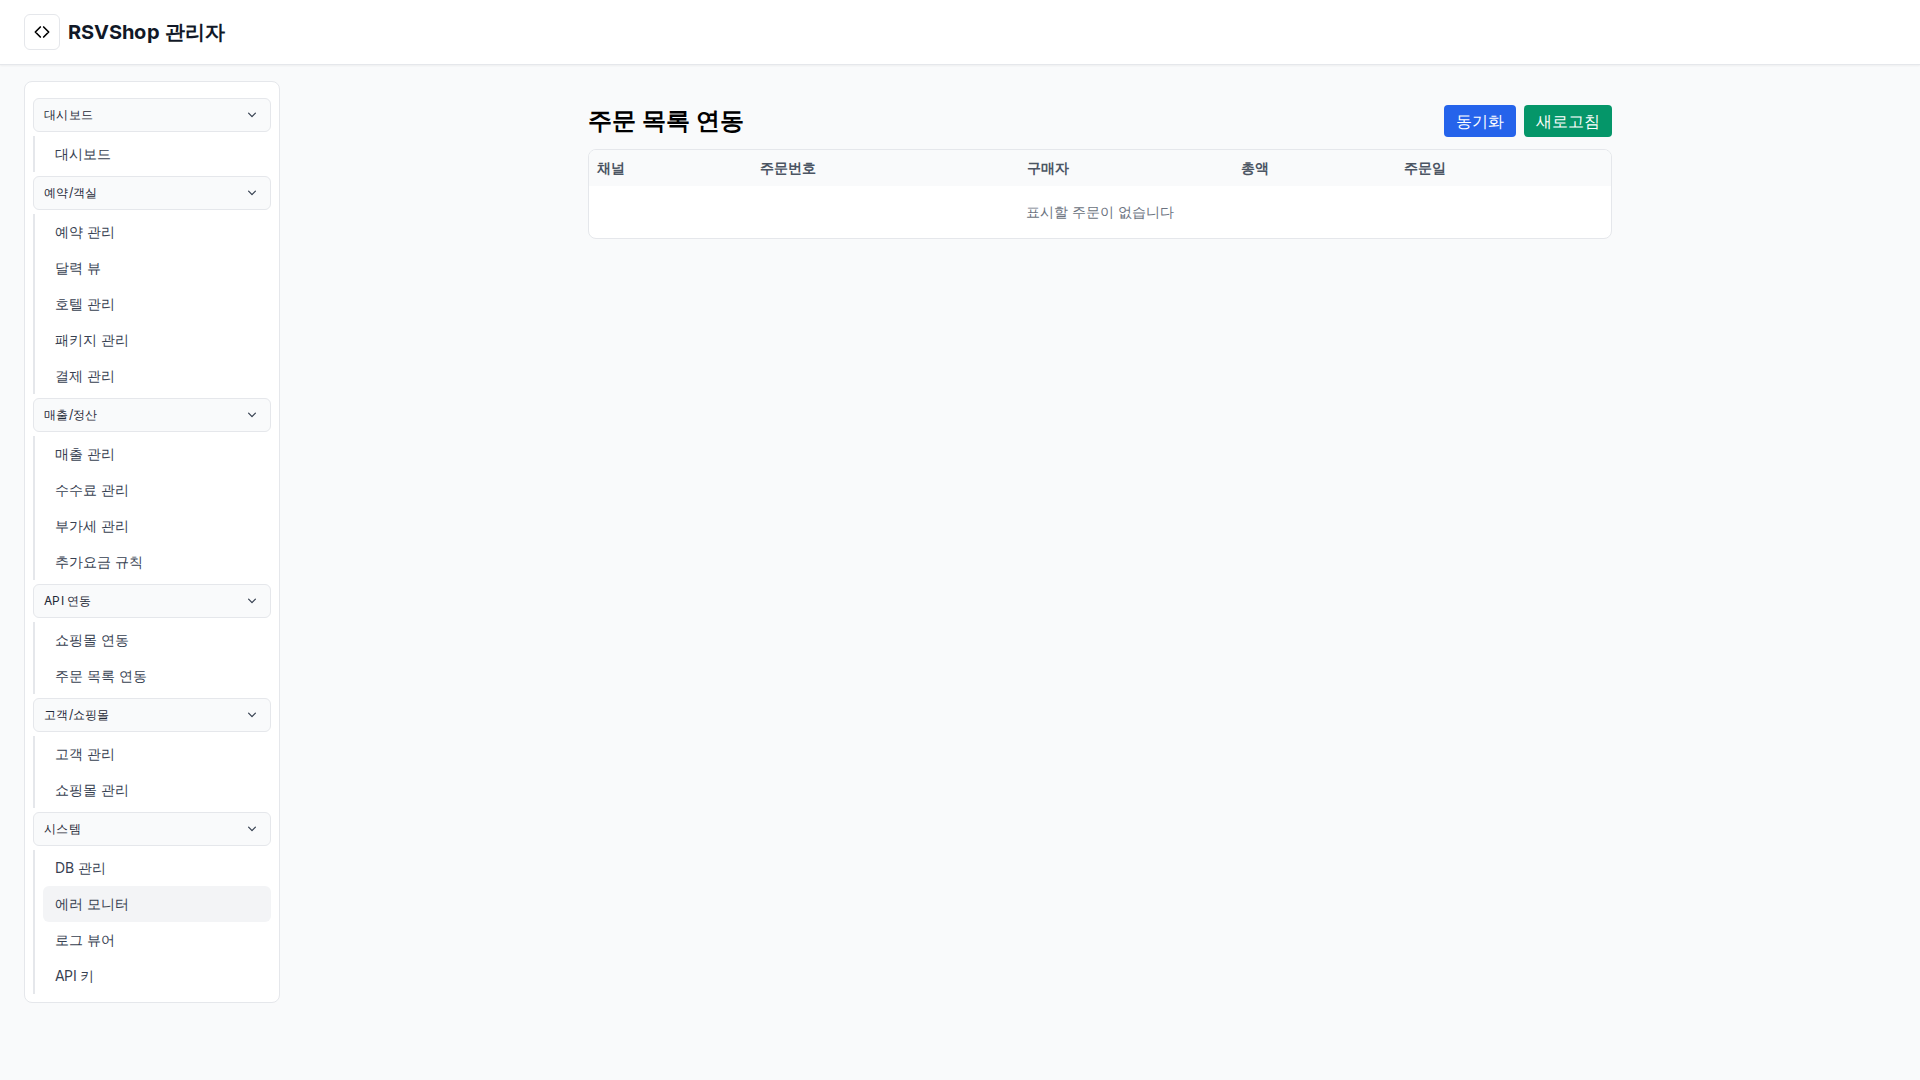 RSVShop 관리자
대시보드
대시보드
예약/객실
예약 관리
달력 뷰
호텔 관리
패키지 관리
결제 관리
매출/정산
매출 관리
수수료 관리
부가세 관리
추가요금 규칙
API 연동
쇼핑몰 연동
주문 목록 연동
고객/쇼핑몰
고객 관리
쇼핑몰 관리
시스템
DB 관리
에러 모니터
로그 뷰어
API 키
주문 목록 연동
동기화 새로고침
채널 주문번호 구매자 총액 주문일
표시할 주문이 없습니다